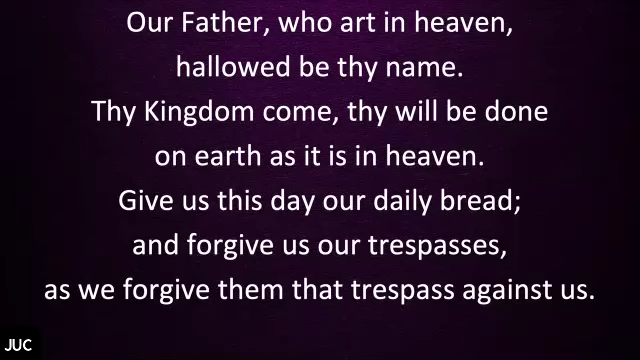 Our Father, who art in heaven,
hallowed be thy name.
Thy Kingdom come, thy will be done
on earth as it is in heaven.
Give us this day our daily bread;
and forgive us our trespasses,
as we forgive them that trespass against us.
JUC